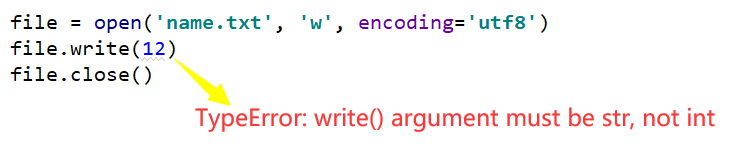 file = open('name.txt', 'w', encoding='utf8')
file.write(12)
file.close()
TypeError: write() argument must be str, not int